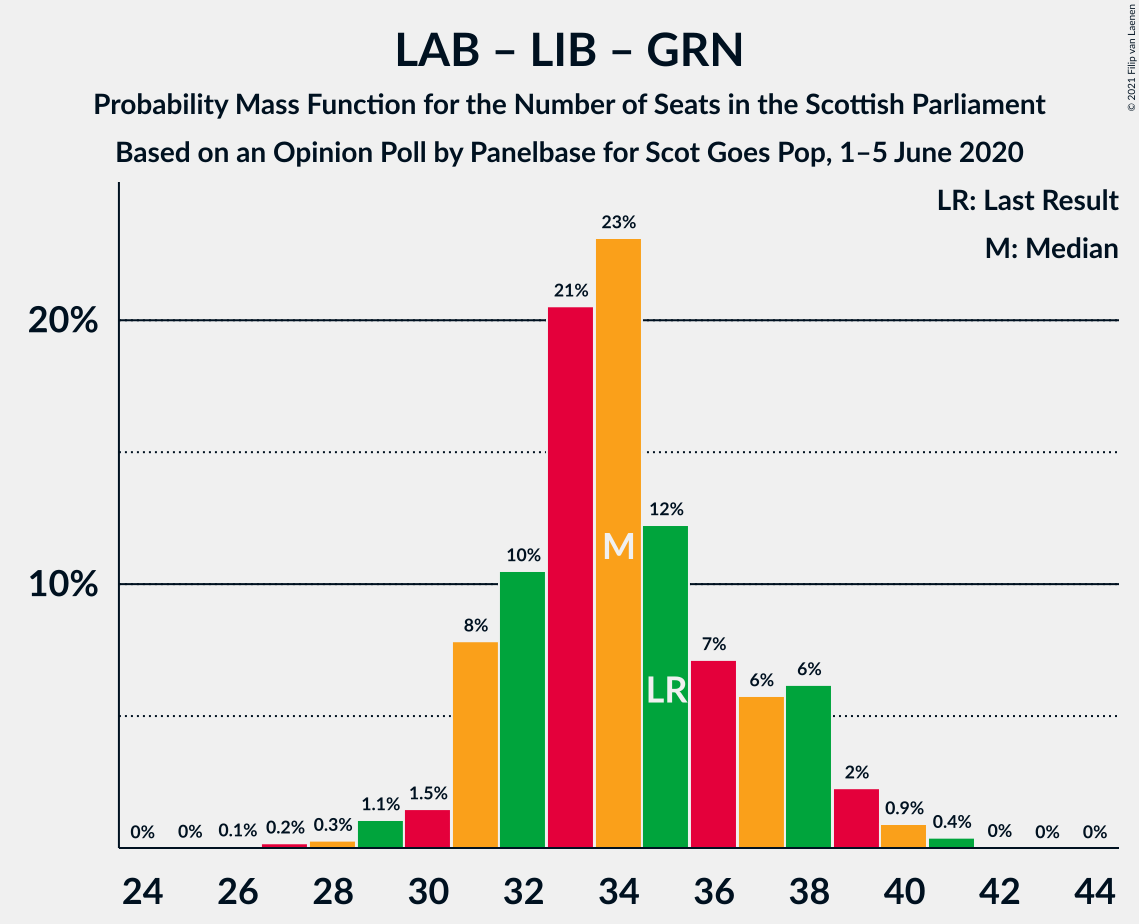 LAB – LIB – GRN
Probability Mass Function for the Number of Seats in the Scottish Parliament
Based on an Opinion Poll by Panelbase for Scot Goes Pop, 1–5 June 2020
© 2021 Filip van Laenen
LR: Last Result
M: Median
20%
10%
0%
0%
0.1%
0.2%
0.3%
1.1%
1.5%
8%
10%
21%
23%
12%
7%
6%
6%
2%
0.9%
0.4%
0%
0%
0%
M
LR
24 26 28 30 32 34 36 38 40 42 44